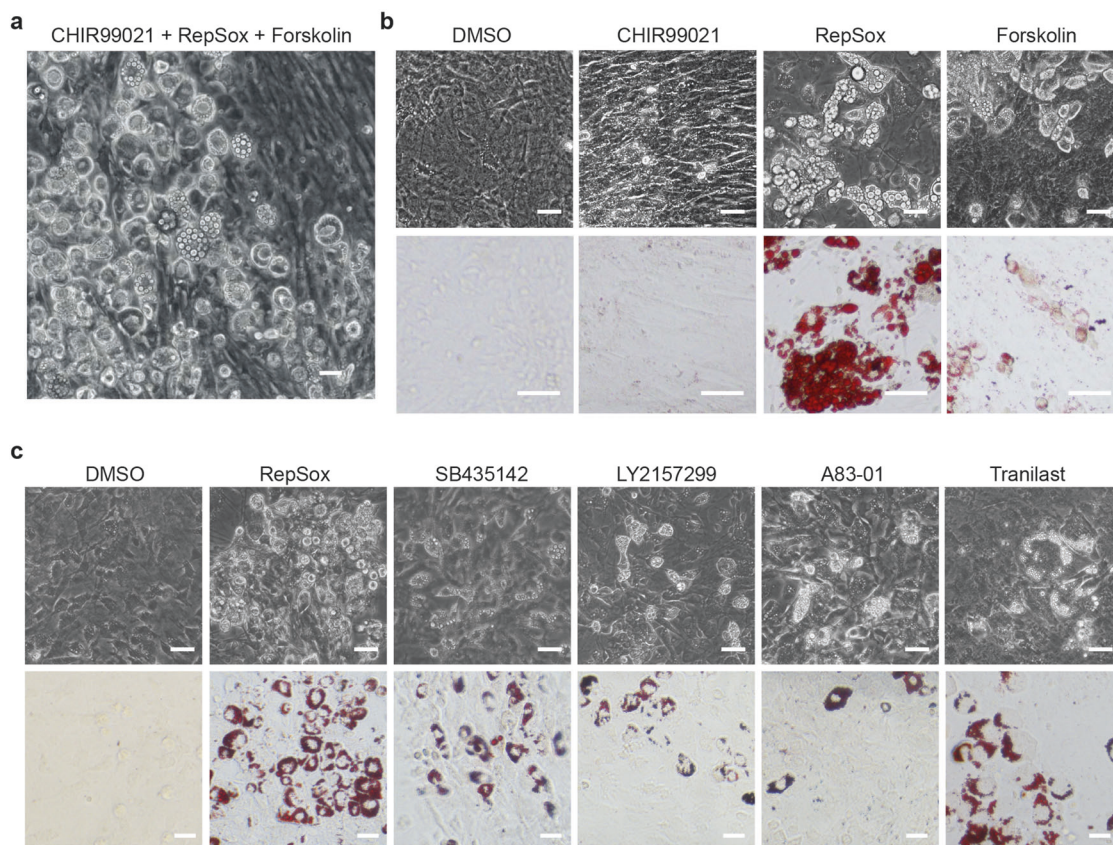 a
CHIR99021 + RepSox + Forskolin
b
DMSO CHIR99021 RepSox Forskolin
c
DMSO RepSox SB435142 LY2157299 A83-01 Tranilast